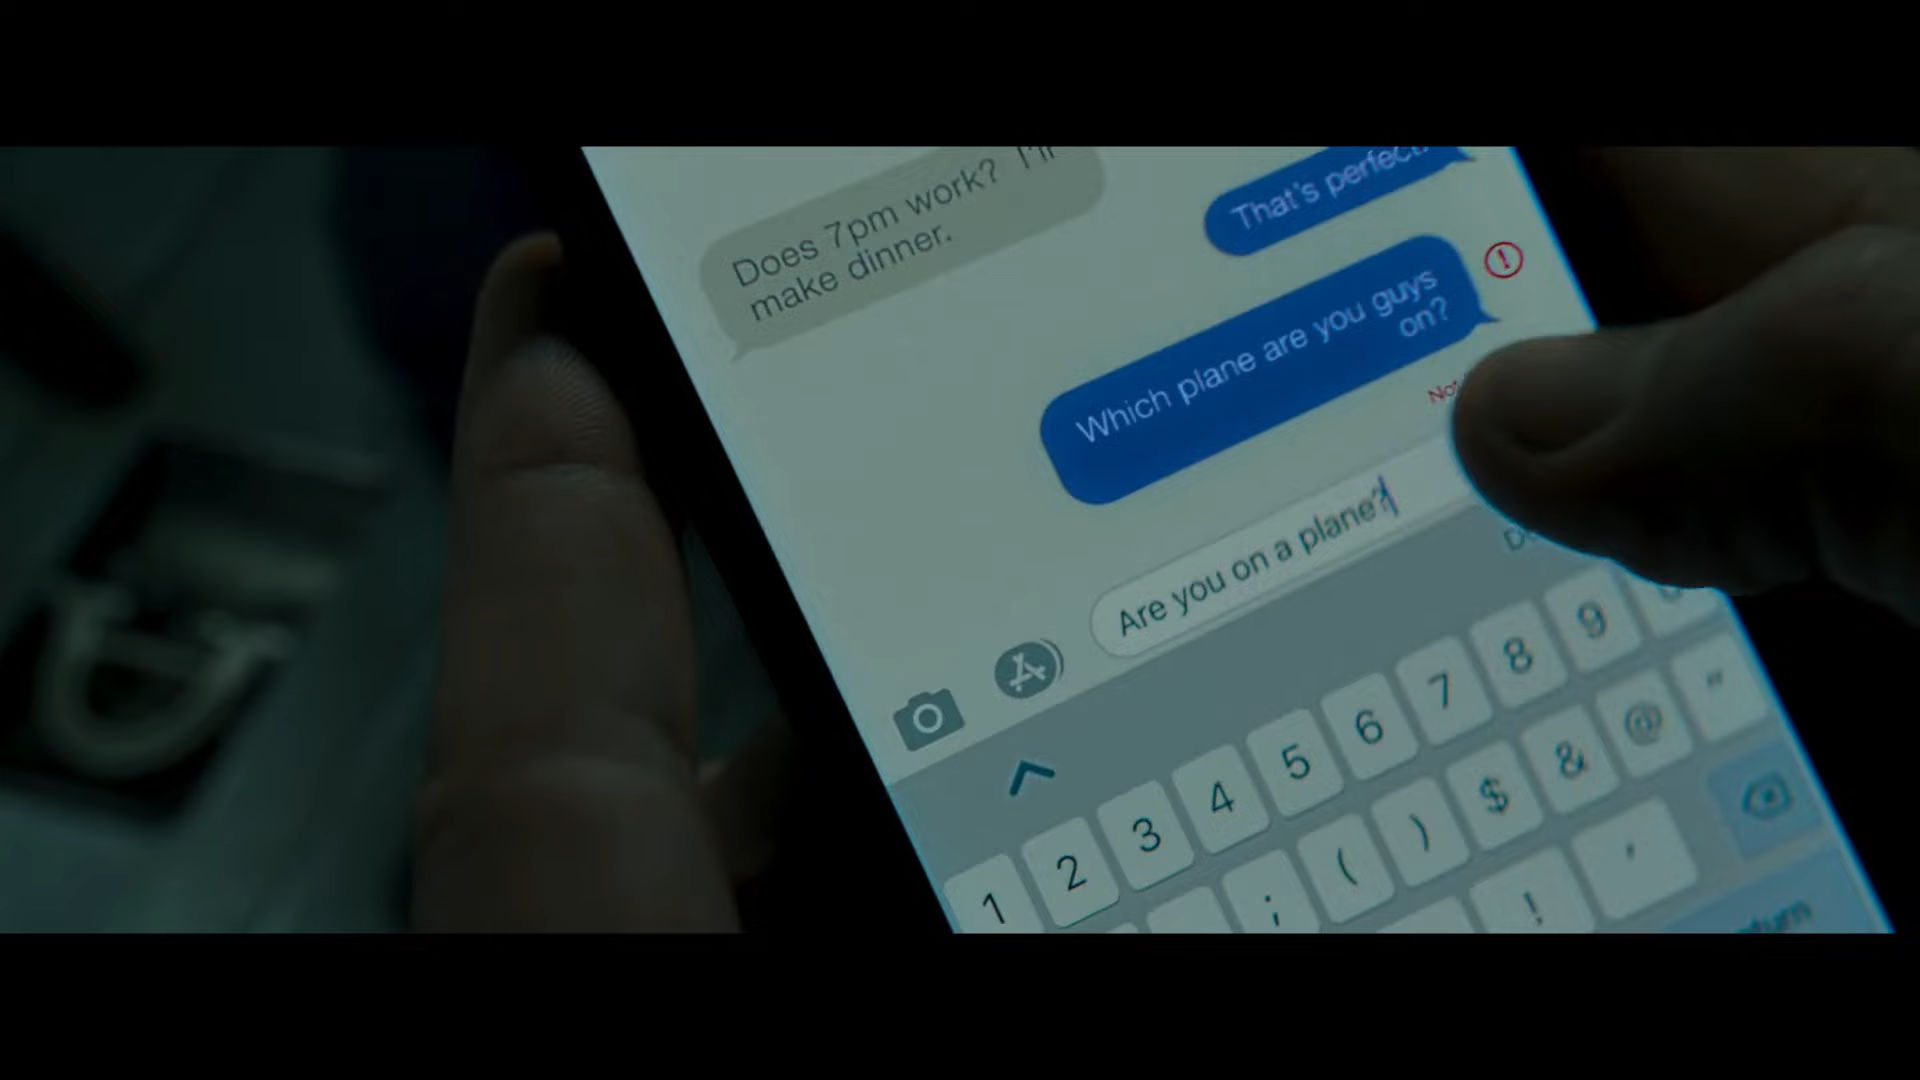 Does 7pm work? I'll
make dinner.
That's perfect.
Which plane are you guys
on?
Are you on a plane?
1 2 3 4 5 6 7 8 9
; ( ) $ & @ "
! '